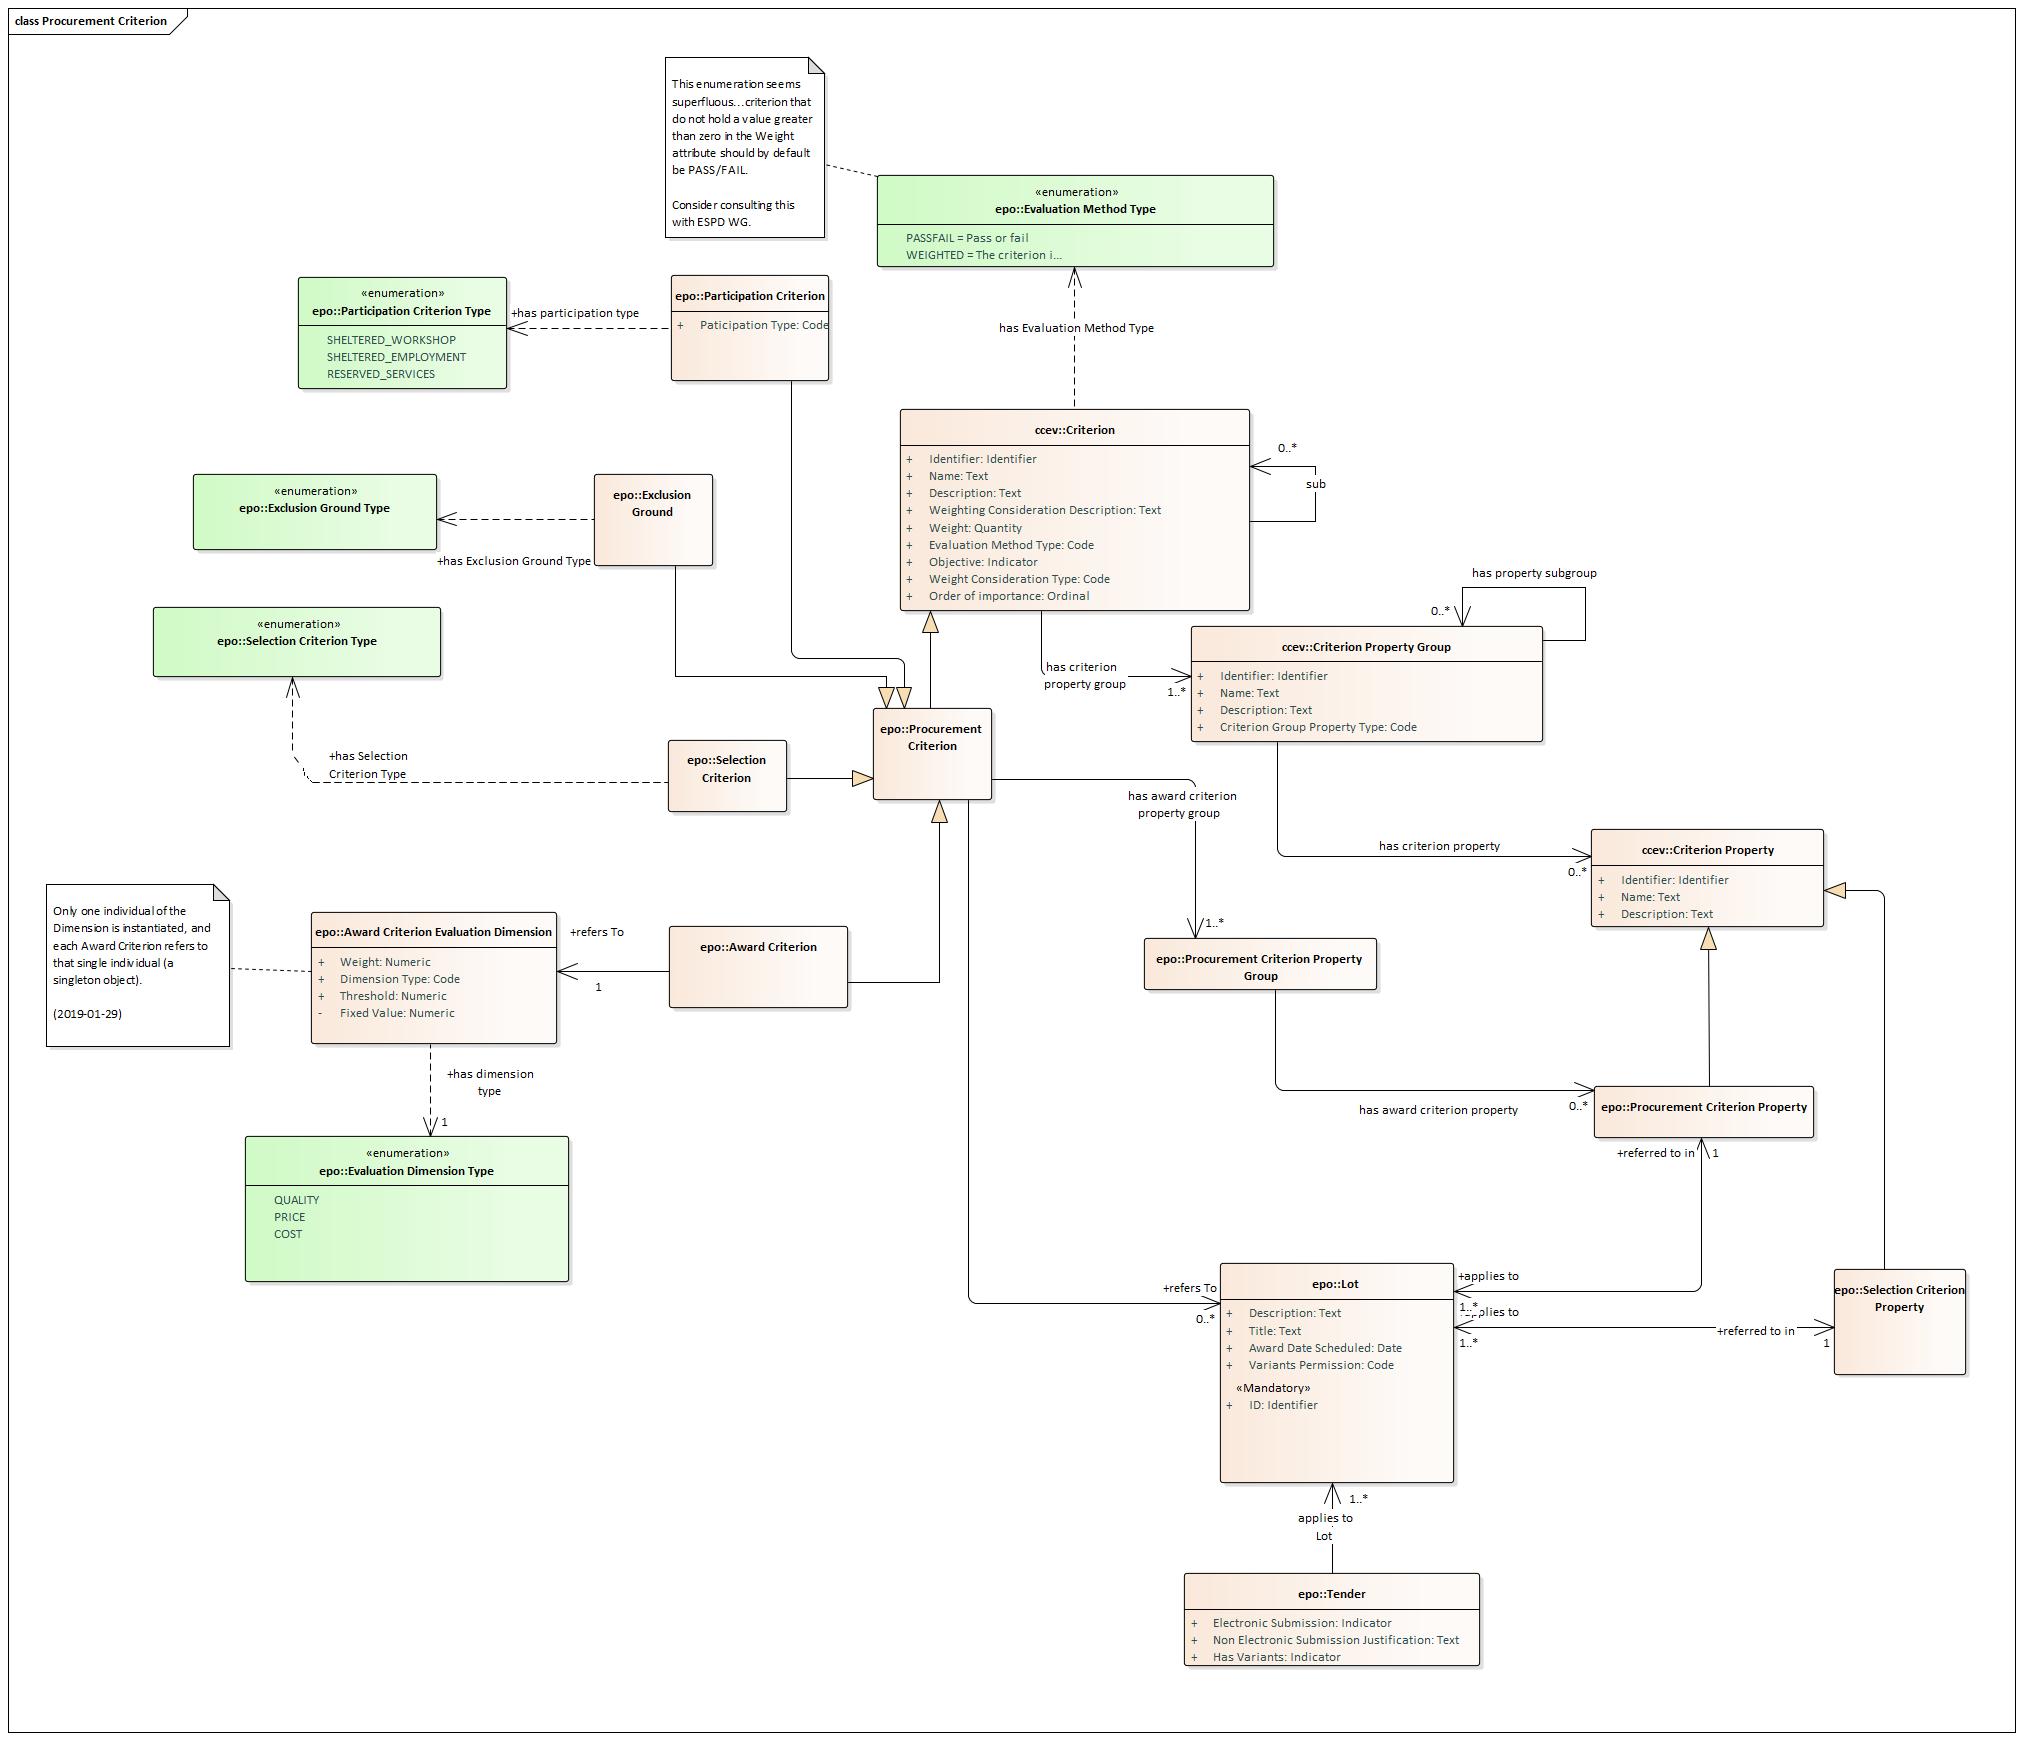 class Procurement Criterion
This enumeration seems
superfluous...criterion that
do not hold a value greater
than zero in the Weight
attribute should by default
be PASS/FAIL.
Consider consulting this
with ESPD WG.
«enumeration»
epo::Evaluation Method Type
PASSFAIL = Pass or fail
WEIGHTED = The criterion i...
«enumeration»
epo::Participation Criterion Type
SHELTERED_WORKSHOP
SHELTERED_EMPLOYMENT
RESERVED_SERVICES
+has participation type
epo::Participation Criterion
+ Paticipation Type: Code
has Evaluation Method Type
ccev::Criterion
+ Identifier: Identifier
+ Name: Text
+ Description: Text
+ Weighting Consideration Description: Text
+ Weight: Quantity
+ Evaluation Method Type: Code
+ Objective: Indicator
+ Weight Consideration Type: Code
+ Order of importance: Ordinal
0..*
sub
«enumeration»
epo::Exclusion Ground Type
+has Exclusion Ground Type
epo::Exclusion
Ground
has property subgroup
0..*
ccev::Criterion Property Group
+ Identifier: Identifier
+ Name: Text
+ Description: Text
+ Criterion Group Property Type: Code
has criterion
property group
1..*
«enumeration»
epo::Selection Criterion Type
+has Selection
Criterion Type
epo::Selection
Criterion
epo::Procurement
Criterion
has award criterion
property group
1..*
has criterion property
0..*
ccev::Criterion Property
+ Identifier: Identifier
+ Name: Text
+ Description: Text
Only one individual of the
Dimension is instantiated, and
each Award Criterion refers to
that single individual (a
singleton object).
(2019-01-29)
epo::Award Criterion Evaluation Dimension
+ Weight: Numeric
+ Dimension Type: Code
+ Threshold: Numeric
- Fixed Value: Numeric
+refers To
1
epo::Award Criterion
epo::Procurement Criterion Property
Group
+has dimension
type
1
has award criterion property
0..*
epo::Procurement Criterion Property
+referred to in
1
«enumeration»
epo::Evaluation Dimension Type
QUALITY
PRICE
COST
+refers To
0..*
epo::Lot
+ Description: Text
+ Title: Text
+ Award Date Scheduled: Date
+ Variants Permission: Code
«Mandatory»
+ ID: Identifier
+applies to
1..*
plies to
1..*
+referred to in
1
epo::Selection Criterion
Property
1..*
applies to
Lot
epo::Tender
+ Electronic Submission: Indicator
+ Non Electronic Submission Justification: Text
+ Has Variants: Indicator